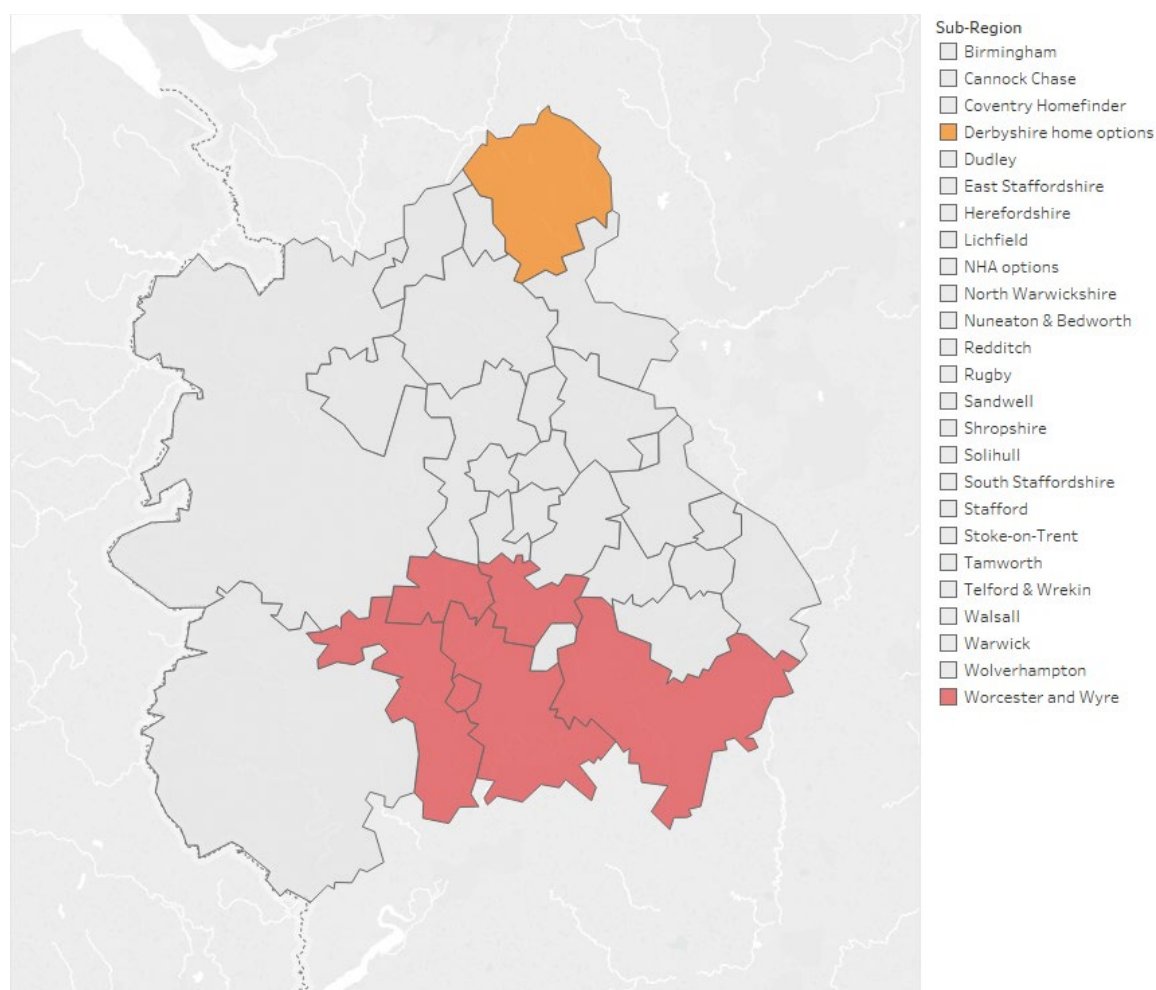 Sub-Region
Birmingham
Cannock Chase
Coventry Homefinder
Derbyshire home options
Dudley
East Staffordshire
Herefordshire
Lichfield
NHA options
North Warwickshire
Nuneaton & Bedworth
Redditch
Rugby
Sandwell
Shropshire
Solihull
South Staffordshire
Stafford
Stoke-on-Trent
Tamworth
Telford & Wrekin
Walsall
Warwick
Wolverhampton
Worcester and Wyre